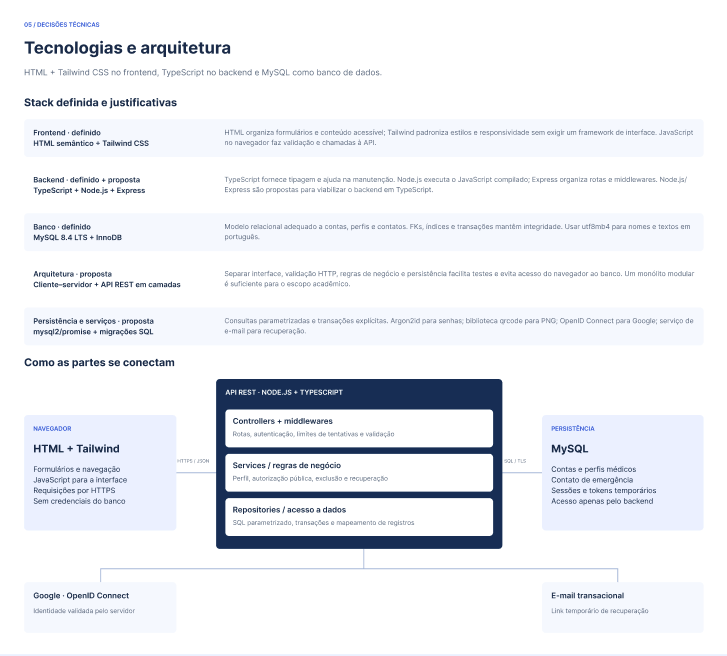 05 / DECISÕES TÉCNICAS
Tecnologias e arquitetura
HTML + Tailwind CSS no frontend, TypeScript no backend e MySQL como banco de dados.
Stack definida e justificativas
Frontend · definido
HTML semântico + Tailwind CSS
HTML organiza formulários e conteúdo acessível; Tailwind padroniza estilos e responsividade sem exigir um framework de interface. JavaScript
no navegador faz validação e chamadas à API.
Backend · definido + proposta
TypeScript + Node.js + Express
TypeScript fornece tipagem e ajuda na manutenção. Node.js executa o JavaScript compilado; Express organiza rotas e middlewares. Node.js/
Express são propostas para viabilizar o backend em TypeScript.
Banco · definido
MySQL 8.4 LTS + InnoDB
Modelo relacional adequado a contas, perfis e contatos. FKs, índices e transações mantêm integridade. Usar utf8mb4 para nomes e textos em
português.
Arquitetura · proposta
Cliente–servidor + API REST em camadas
Separar interface, validação HTTP, regras de negócio e persistência facilita testes e evita acesso do navegador ao banco. Um monólito modular
é suficiente para o escopo acadêmico.
Persistência e serviços · proposta
mysql2/promise + migrações SQL
Consultas parametrizadas e transações explícitas. Argon2id para senhas; biblioteca qrcode para PNG; OpenID Connect para Google; serviço de
e-mail para recuperação.
Como as partes se conectam
NAVEGADOR
HTML + Tailwind
Formulários e navegação
JavaScript para a interface
Requisições por HTTPS
Sem credenciais do banco
HTTPS / JSON
API REST · NODE.JS + TYPESCRIPT
Controllers + middlewares
Rotas, autenticação, limites de tentativas e validação
Services / regras de negócio
Perfil, autorização pública, exclusão e recuperação
Repositories / acesso a dados
SQL parametrizado, transações e mapeamento de registros
SQL / TLS
PERSISTÊNCIA
MySQL
Contas e perfis médicos
Contato de emergência
Sessões e tokens temporários
Acesso apenas pelo backend
Google · OpenID Connect
Identidade validada pelo servidor
E-mail transacional
Link temporário de recuperação